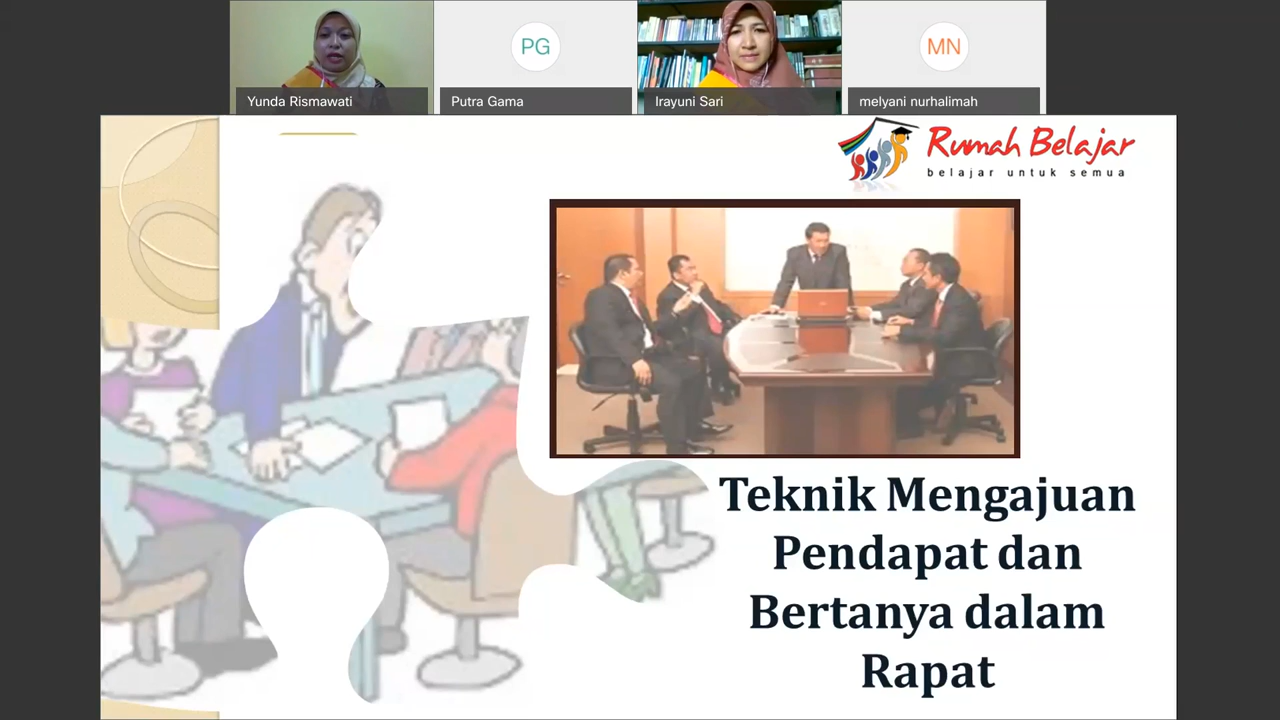 Yunda Rismawati
PG
Putra Gama
Irayuni Sari
MN
melyani nurhalimah
Rumah Belajar
belajar untuk semua
Teknik Mengajuan
Pendapat dan
Bertanya dalam
Rapat